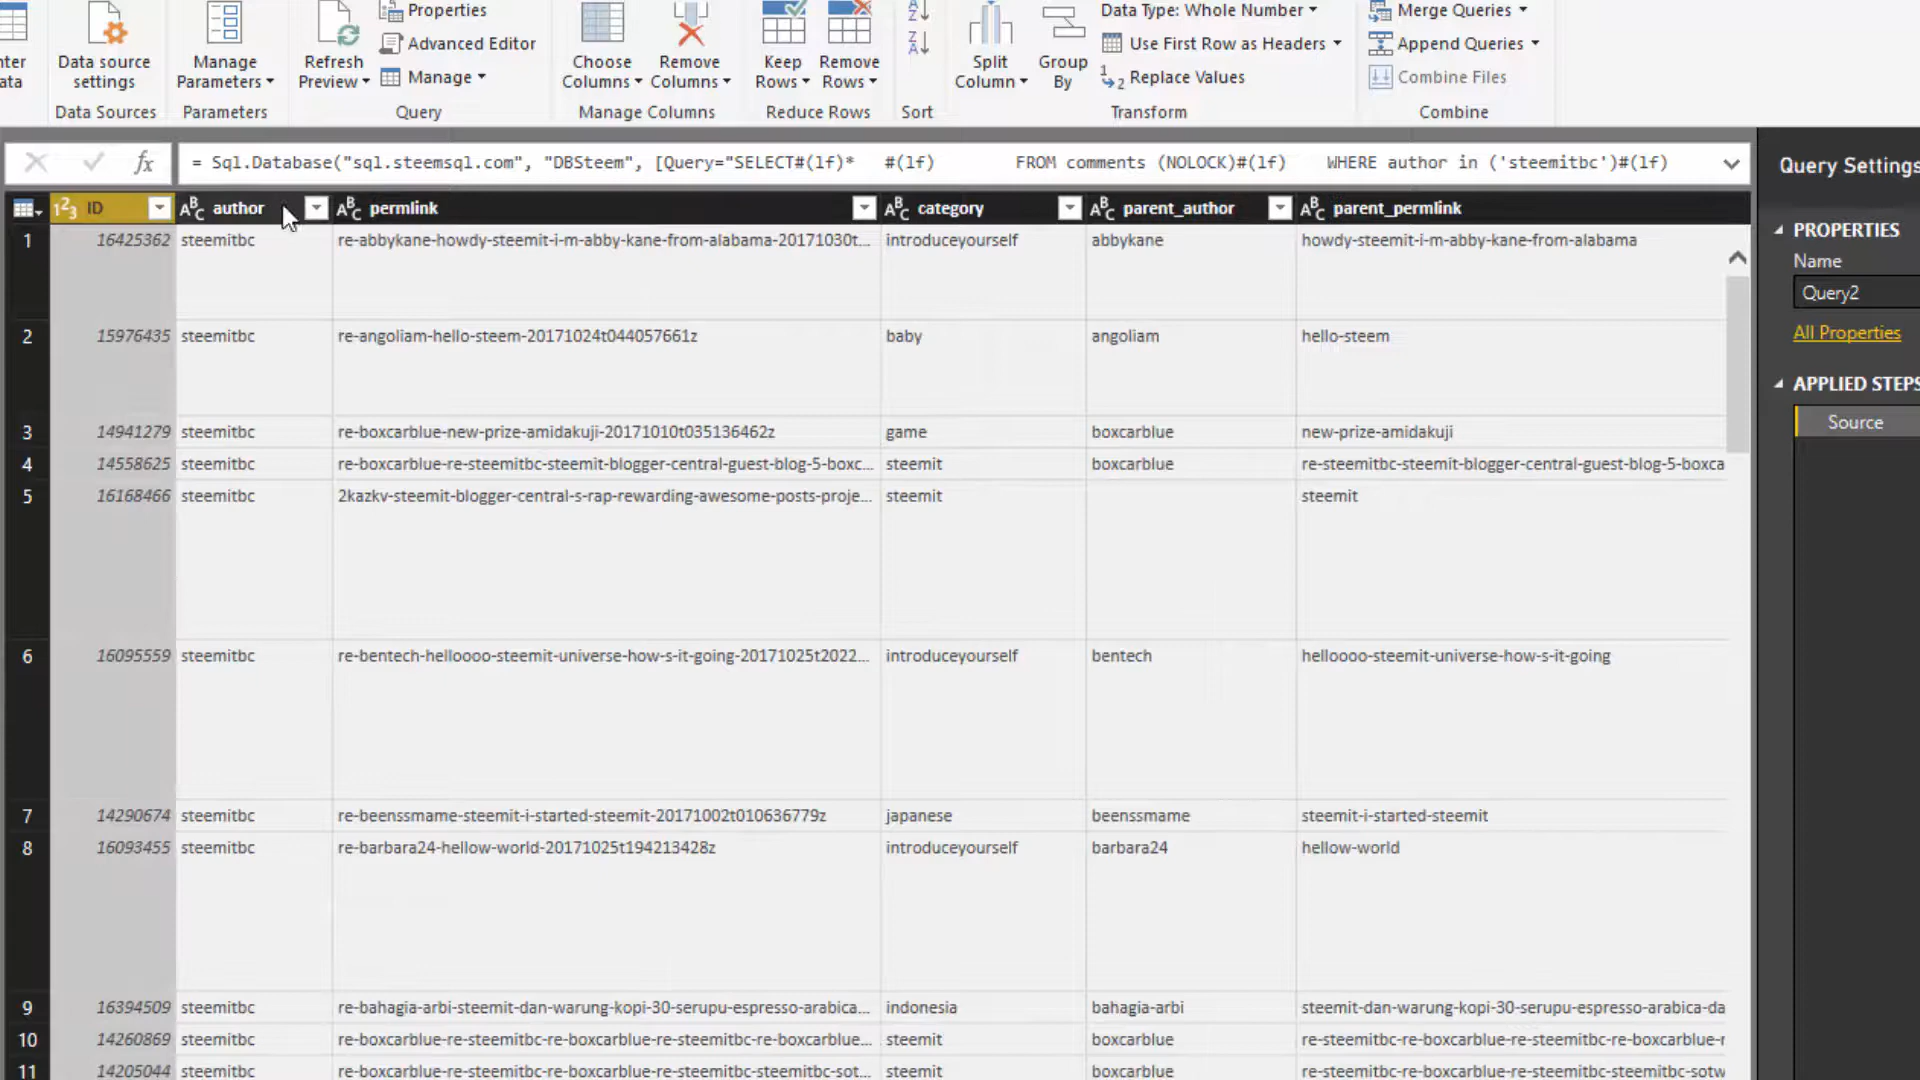 Properties
Data Type: Whole Number
Merge Queries
Advanced Editor
Use First Row as Headers
Append Queries
Data source settings
Manage Parameters
Refresh Preview
Manage
Choose Columns
Remove Columns
Keep Rows
Remove Rows
Split Column
Group By
Replace Values
Combine Files
Data Sources
Parameters
Query
Manage Columns
Reduce Rows
Sort
Transform
Combine
fx = Sql.Database("sql.steemsql.com", "DBSteem", [Query="SELECT#(lf)* #(lf) FROM comments (NOLOCK)#(lf) WHERE author in ('steemitbc')#(lf)
ID author permlink category parent_author parent_permlink
1 16425362 steemitbc re-abbykane-howdy-steemit-i-m-abby-kane-from-alabama-20171030t... introduceyourself abbykane howdy-steemit-i-m-abby-kane-from-alabama
2 15976435 steemitbc re-angoliam-hello-steem-20171024t044057661z baby angoliam hello-steem
3 14941279 steemitbc re-boxcarblue-new-prize-amidakuji-20171010t035136462z game boxcarblue new-prize-amidakuji
4 14558625 steemitbc re-boxcarblue-re-steemitbc-steemit-blogger-central-guest-blog-5-boxc... steemit boxcarblue re-steemitbc-steemit-blogger-central-guest-blog-5-boxca
5 16168466 steemitbc 2kazkv-steemit-blogger-central-s-rap-rewarding-awesome-posts-proje... steemit steemit
6 16095559 steemitbc re-bentech-helloooo-steemit-universe-how-s-it-going-20171025t2022... introduceyourself bentech helloooo-steemit-universe-how-s-it-going
7 14290674 steemitbc re-beenssmame-steemit-i-started-steemit-20171002t010636779z japanese beenssmame steemit-i-started-steemit
8 16093455 steemitbc re-barbara24-hellow-world-20171025t194213428z introduceyourself barbara24 hellow-world
9 16394509 steemitbc re-bahagia-arbi-steemit-dan-warung-kopi-30-serupu-espresso-arabica... indonesia bahagia-arbi steemit-dan-warung-kopi-30-serupu-espresso-arabica-da
10 14260869 steemitbc re-boxcarblue-re-steemitbc-re-boxcarblue-re-steemitbc-re-boxcarblue... steemit boxcarblue re-steemitbc-re-boxcarblue-re-steemitbc-re-boxcarblue-r
11 14205044 steemitbc re-boxcarblue-re-steemitbc-re-boxcarblue-re-steemitbc-steemitbc-sot... steemit boxcarblue re-steemitbc-re-boxcarblue-re-steemitbc-steemitbc-sotw
Query Settings
PROPERTIES
Name
Query2
All Properties
APPLIED STEPS
Source